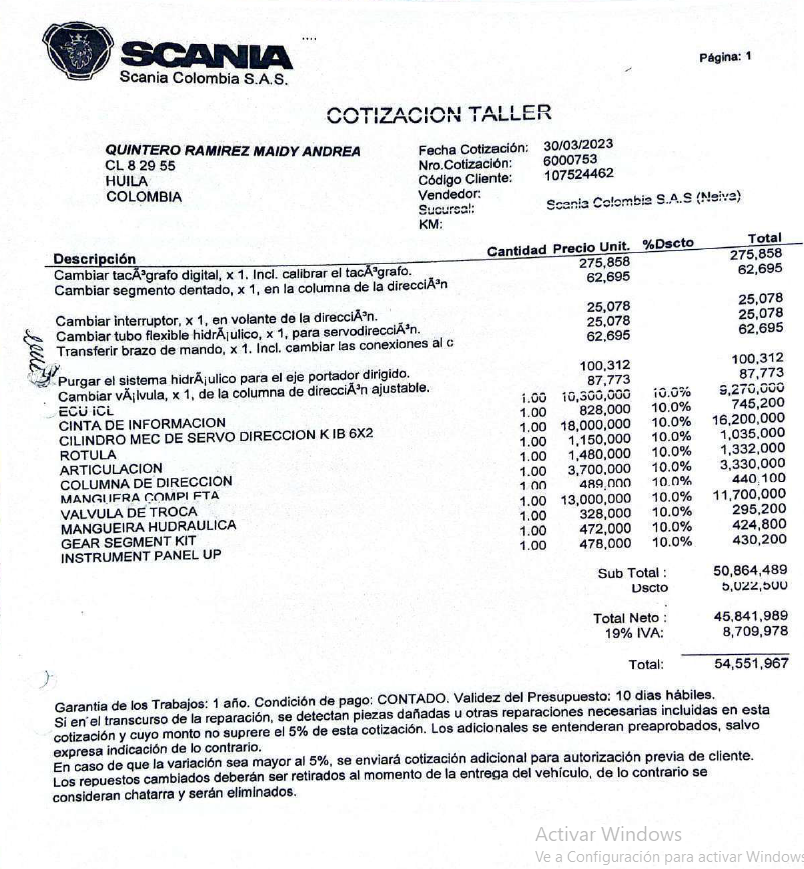 SCANIA
Scania Colombia S.A.S.
Página: 1
COTIZACION TALLER
QUINTERO RAMIREZ MAIDY ANDREA
CL 8 29 55
HUILA
COLOMBIA
Fecha Cotización: 30/03/2023
Nro.Cotización: 6000753
Código Cliente: 107524462
Vendedor:
Sucursal: Scania Colombia S.A.S (Neiva)
KM:
Descripción Cantidad Precio Unit. %Dscto Total
Cambiar tacÃ³grafo digital, x 1. Incl. calibrar el tacÃ³grafo. 275,858 275,858
Cambiar segmento dentado, x 1, en la columna de la direcciÃ³n 62,695 62,695
Cambiar interruptor, x 1, en volante de la direcciÃ³n. 25,078 25,078
Cambiar tubo flexible hidrÃ¡ulico, x 1, para servodirecciÃ³n. 25,078 25,078
Transferir brazo de mando, x 1. Incl. cambiar las conexiones al c 62,695 62,695
Purgar el sistema hidrÃ¡ulico para el eje portador dirigido. 100,312 100,312
Cambiar vÃ¡lvula, x 1, de la columna de direcciÃ³n ajustable. 87,773 87,773
ECU ICL 1.00 10,300,000 10.0% 9,270,000
CINTA DE INFORMACION 1.00 828,000 10.0% 745,200
CILINDRO MEC DE SERVO DIRECCION K IB 6X2 1.00 18,000,000 10.0% 16,200,000
ROTULA 1.00 1,150,000 10.0% 1,035,000
ARTICULACION 1.00 1,480,000 10.0% 1,332,000
COLUMNA DE DIRECCION 1.00 3,700,000 10.0% 3,330,000
MANGUERA COMPLETA 1.00 489,000 10.0% 440,100
VALVULA DE TROCA 1.00 13,000,000 10.0% 11,700,000
MANGUEIRA HUDRAULICA 1.00 328,000 10.0% 295,200
GEAR SEGMENT KIT 1.00 472,000 10.0% 424,800
INSTRUMENT PANEL UP 1.00 478,000 10.0% 430,200
Sub Total : 50,864,489
Dscto 5,022,500
Total Neto : 45,841,989
19% IVA: 8,709,978
Total: 54,551,967
Garantia de los Trabajos: 1 año. Condición de pago: CONTADO. Validez del Presupuesto: 10 dias hábiles.
Si en el transcurso de la reparación, se detectan piezas dañadas u otras reparaciones necesarias incluidas en esta
cotización y cuyo monto no suprere el 5% de esta cotización. Los adicionales se entenderan preaprobados, salvo
expresa indicación de lo contrario.
En caso de que la variación sea mayor al 5%, se enviará cotización adicional para autorización previa de cliente.
Los repuestos cambiados deberán ser retirados al momento de la entrega del vehículo, de lo contrario se
consideran chatarra y serán eliminados.
Activar Windows
Ve a Configuración para activar Windows